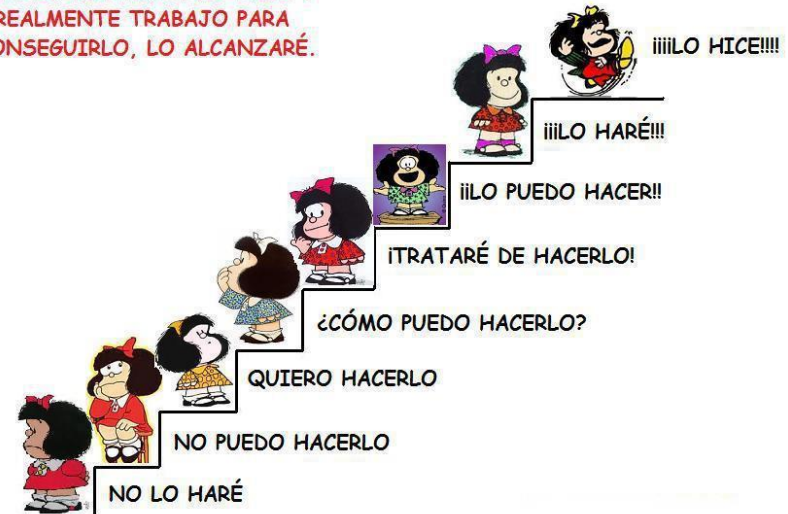 REALMENTE TRABAJO PARA
ONSEGUIRLO, LO ALCANZARÉ.
¡¡¡¡LO HICE!!!!
¡¡¡LO HARÉ!!!
¡¡LO PUEDO HACER!!
¡TRATARÉ DE HACERLO!
¿CÓMO PUEDO HACERLO?
QUIERO HACERLO
NO PUEDO HACERLO
NO LO HARÉ